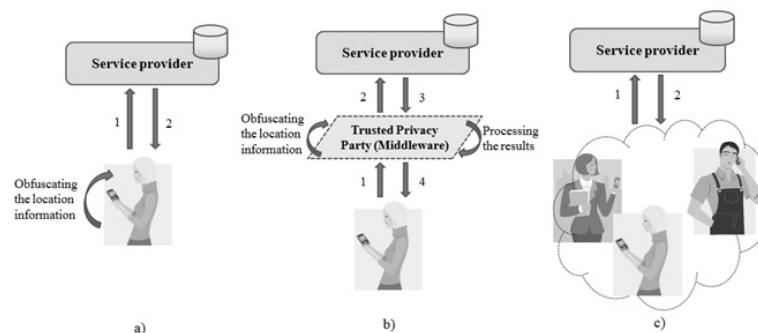 Service provider
1
2
Obfuscating
the location
information
a)
Service provider
2
3
Obfuscating
the location
information
Trusted Privacy
Party (Middleware)
Processing
the results
1
4
b)
Service provider
1
2
c)